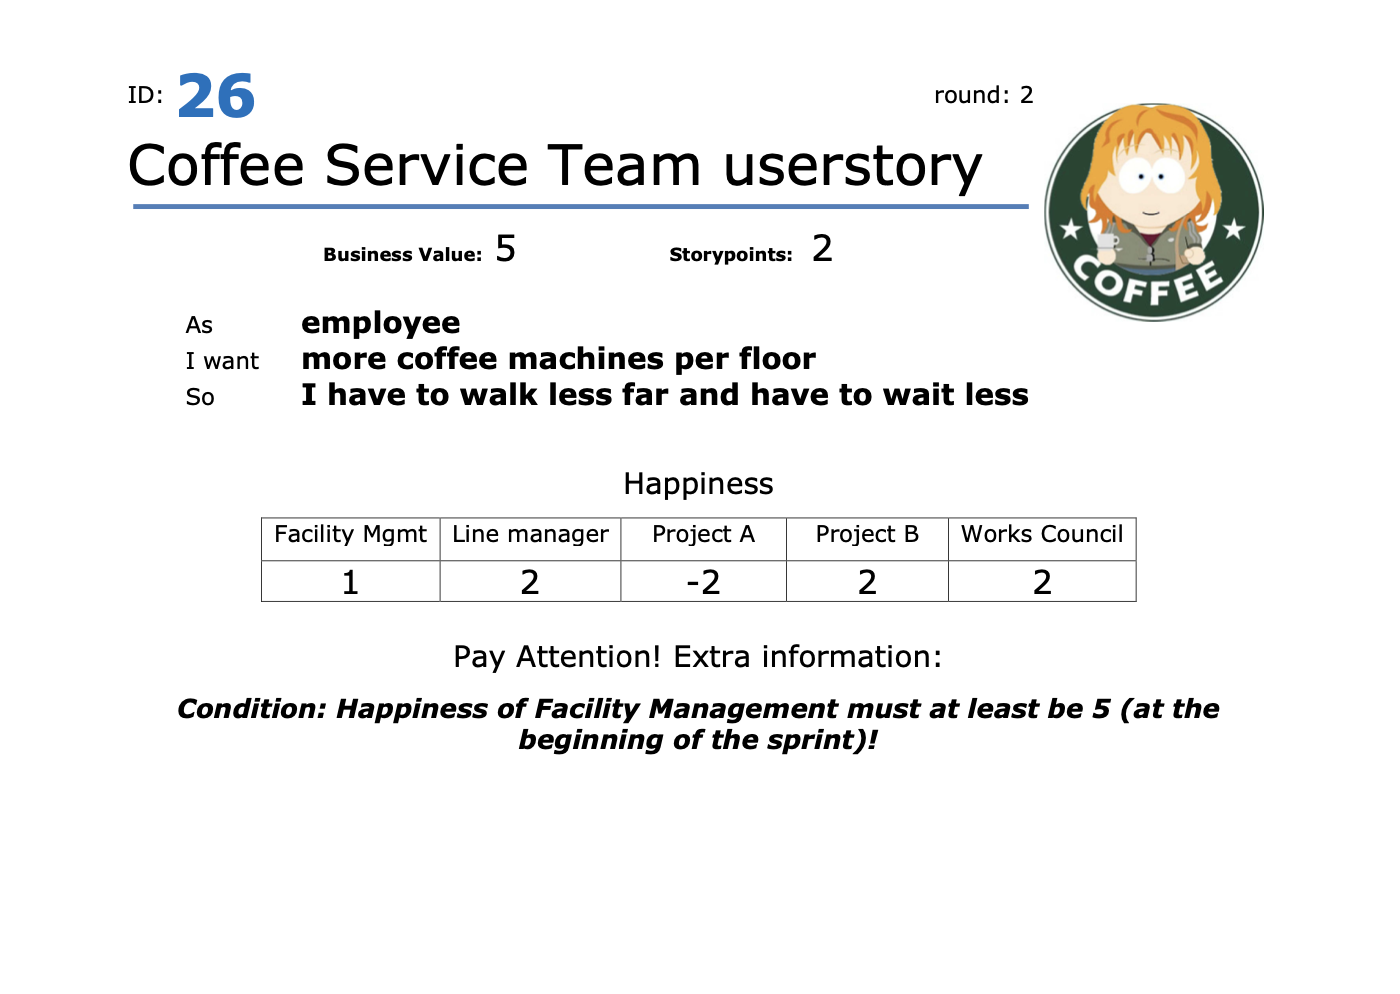 ID: 26
round: 2
Coffee Service Team userstory
Business Value: 5 Storypoints: 2
As employee
I want more coffee machines per floor
So I have to walk less far and have to wait less
COFFEE
Happiness
Facility Mgmt Line manager Project A Project B Works Council
1 2 -2 2 2
Pay Attention! Extra information:
Condition: Happiness of Facility Management must at least be 5 (at the
beginning of the sprint)!